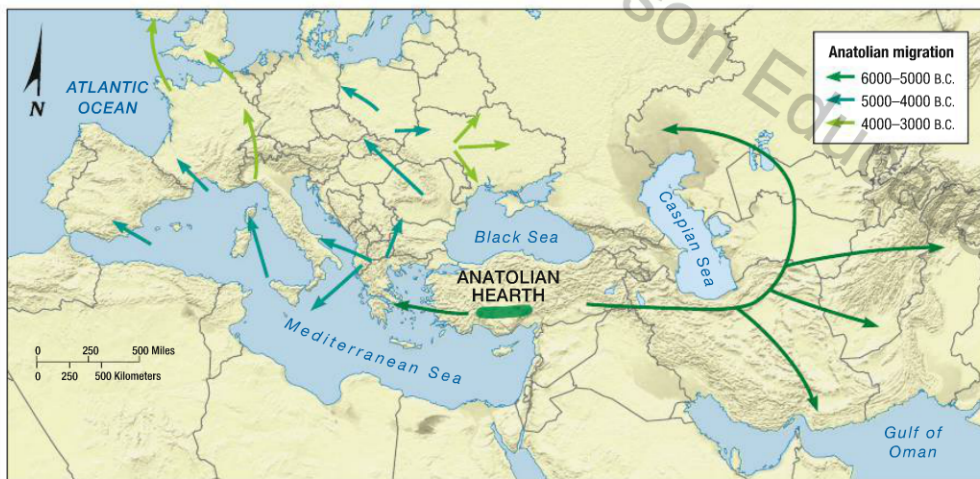 son Edu
Anatolian migration
6000–5000 B.C.
5000–4000 B.C.
4000–3000 B.C.
ATLANTIC
OCEAN
N
Caspian Sea
Black Sea
ANATOLIAN
HEARTH
Mediterranean Sea
0 250 500 Miles
0 250 500 Kilometers
Gulf of
Oman